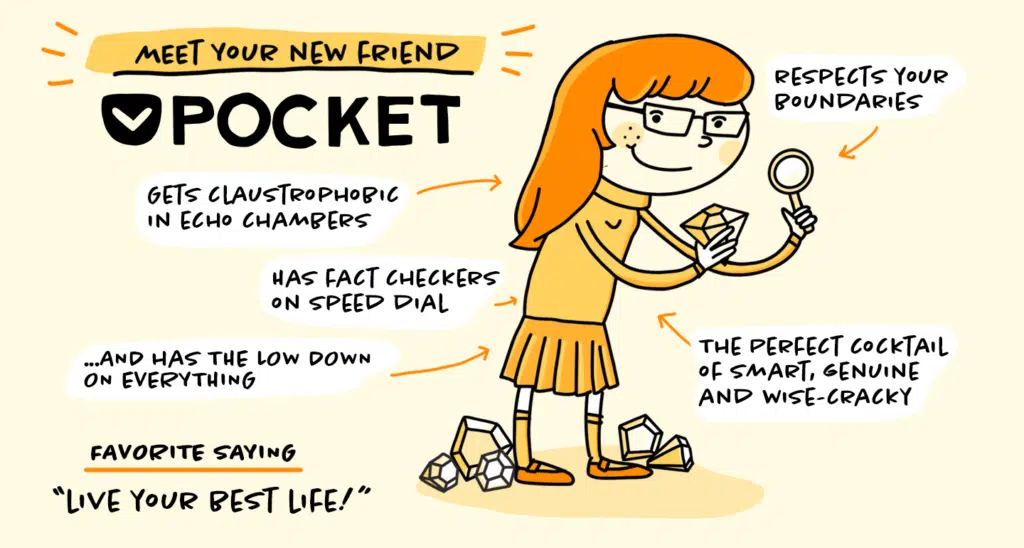 MEET YOUR NEW FRIEND
POCKET
RESPECTS YOUR
BOUNDARIES
GETS CLAUSTROPHOBIC
IN ECHO CHAMBERS
HAS FACT CHECKERS
ON SPEED DIAL
...AND HAS THE LOW DOWN
ON EVERYTHING
THE PERFECT COCKTAIL
OF SMART, GENUINE
AND WISE-CRACKY
FAVORITE SAYING
"LIVE YOUR BEST LIFE!"